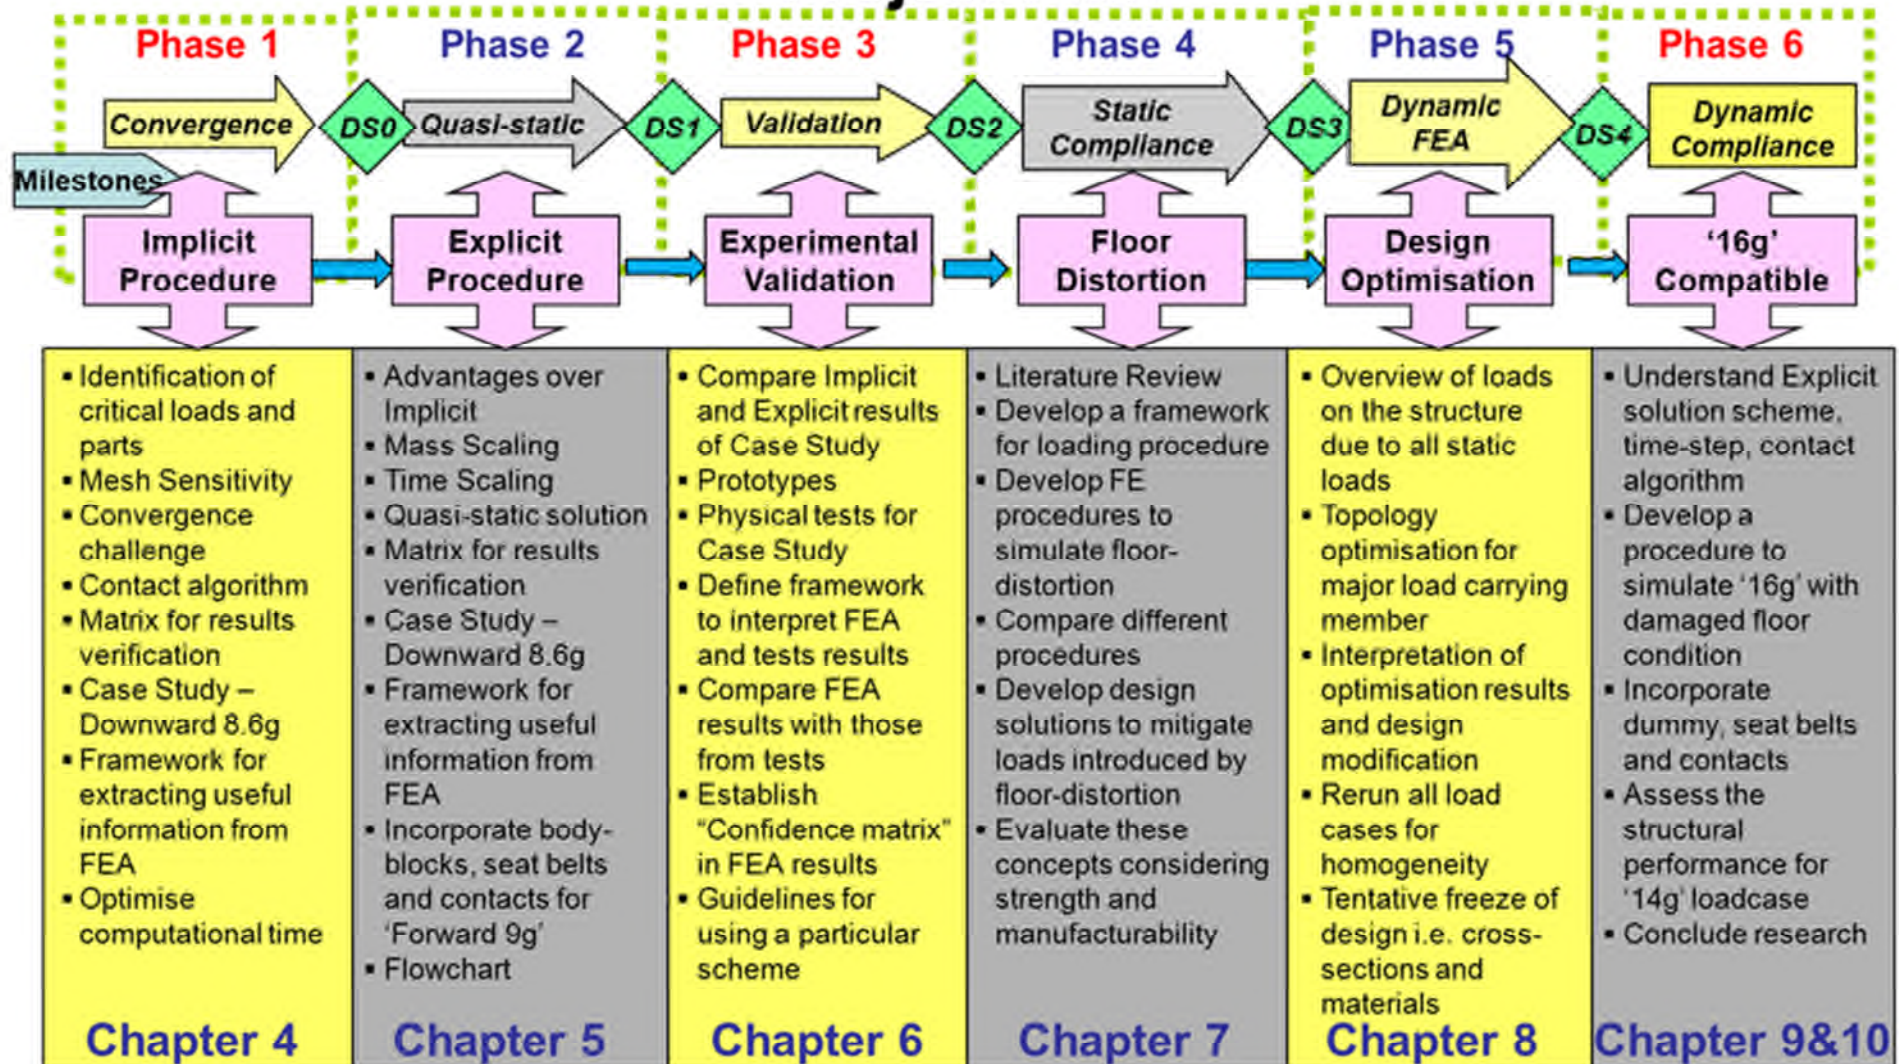 Phase 1
Phase 2
Phase 3
Phase 4
Phase 5
Phase 6
Convergence
DS0
Quasi-static
DS1
Validation
DS2
Static
Compliance
DS3
Dynamic
FEA
DS4
Dynamic
Compliance
Milestones
Implicit
Procedure
Explicit
Procedure
Experimental
Validation
Floor
Distortion
Design
Optimisation
‘16g’
Compatible
▪ Identification of
critical loads and
parts
▪ Mesh Sensitivity
▪ Convergence
challenge
▪ Contact algorithm
▪ Matrix for results
verification
▪ Case Study –
Downward 8.6g
▪ Framework for
extracting useful
information from
FEA
▪ Optimise
computational time
Chapter 4
▪ Advantages over
Implicit
▪ Mass Scaling
▪ Time Scaling
▪ Quasi-static solution
▪ Matrix for results
verification
▪ Case Study –
Downward 8.6g
▪ Framework for
extracting useful
information from
FEA
▪ Incorporate body-
blocks, seat belts
and contacts for
‘Forward 9g’
▪ Flowchart
Chapter 5
▪ Compare Implicit
and Explicit results
of Case Study
▪ Prototypes
▪ Physical tests for
Case Study
▪ Define framework
to interpret FEA
and tests results
▪ Compare FEA
results with those
from tests
▪ Establish
“Confidence matrix”
in FEA results
▪ Guidelines for
using a particular
scheme
Chapter 6
▪ Literature Review
▪ Develop a framework
for loading procedure
▪ Develop FE
procedures to
simulate floor-
distortion
▪ Compare different
procedures
▪ Develop design
solutions to mitigate
loads introduced by
floor-distortion
▪ Evaluate these
concepts considering
strength and
manufacturability
Chapter 7
▪ Overview of loads
on the structure
due to all static
loads
▪ Topology
optimisation for
major load carrying
member
▪ Interpretation of
optimisation results
and design
modification
▪ Rerun all load
cases for
homogeneity
▪ Tentative freeze of
design i.e. cross-
sections and
materials
Chapter 8
▪ Understand Explicit
solution scheme,
time-step, contact
algorithm
▪ Develop a
procedure to
simulate ‘16g’ with
damaged floor
condition
▪ Incorporate
dummy, seat belts
and contacts
▪ Assess the
structural
performance for
‘14g’ loadcase
▪ Conclude research
Chapter 9&10